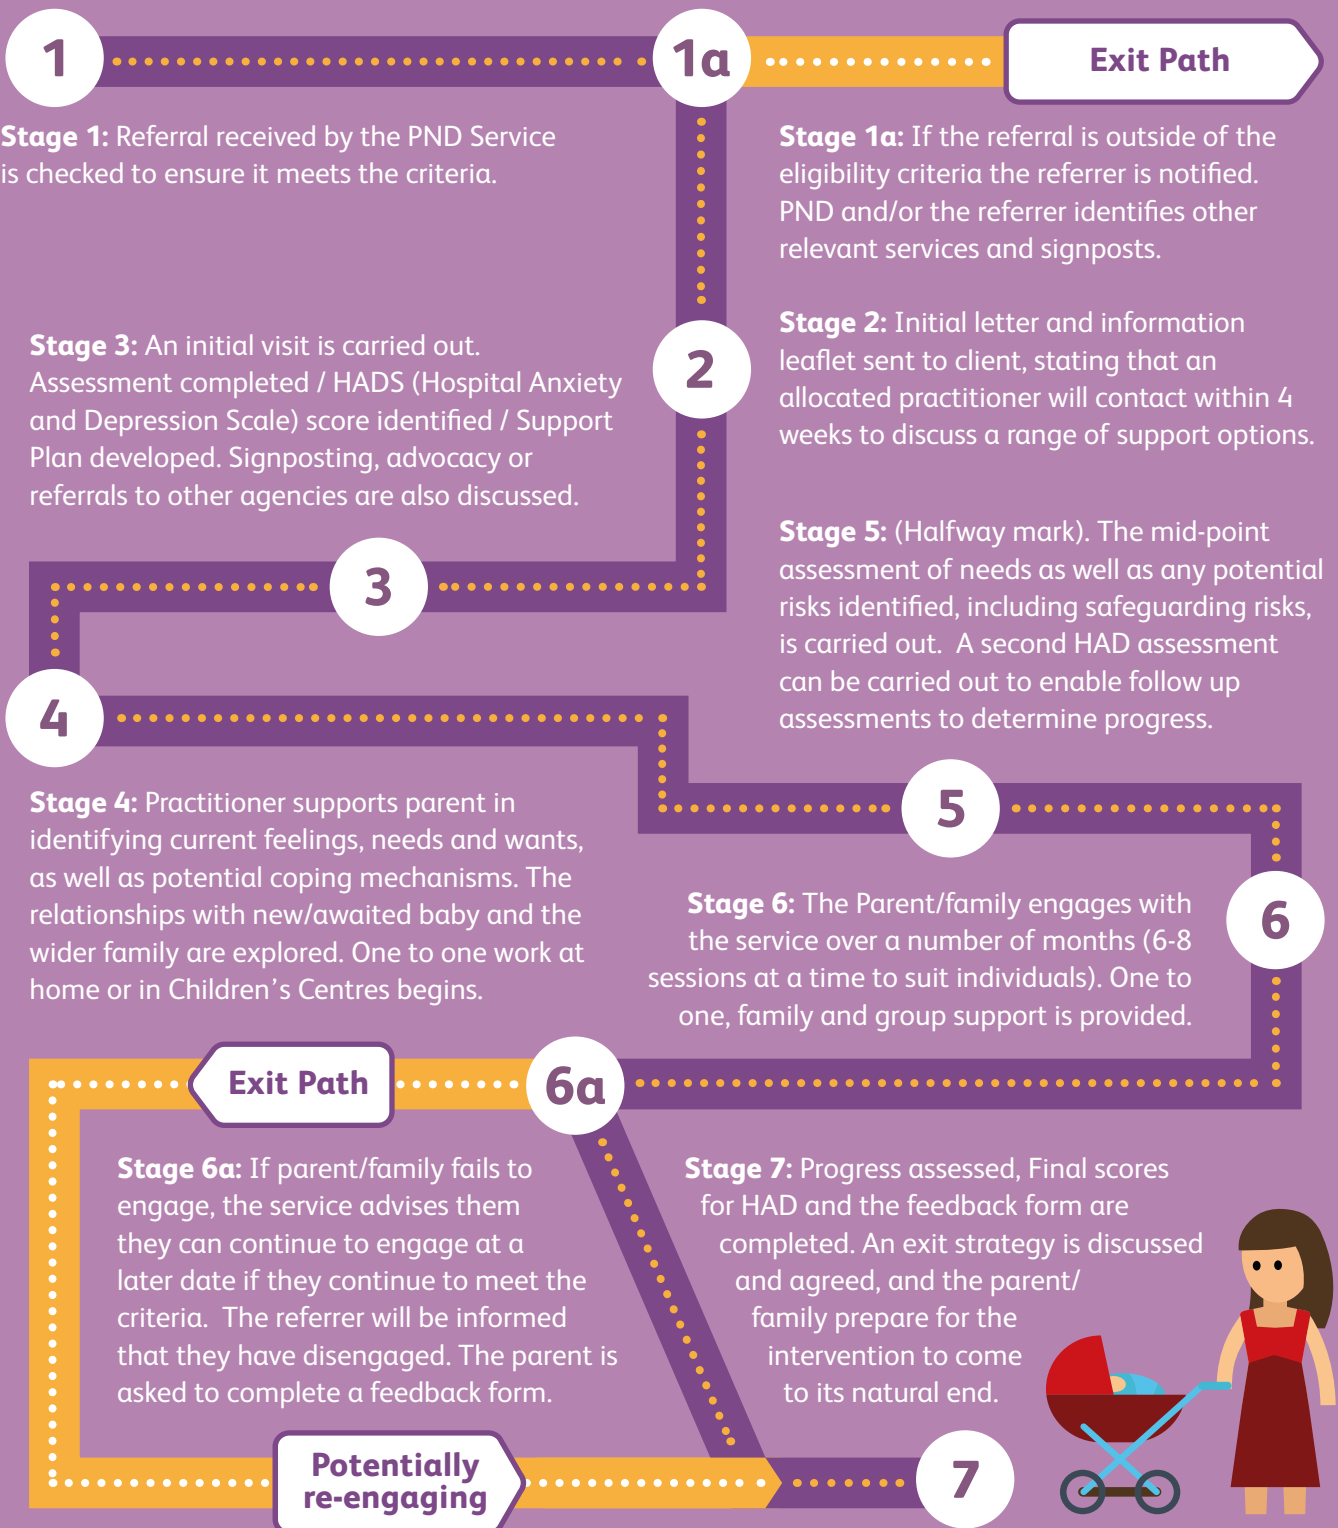 1
1a
Exit Path
Stage 1: Referral received by the PND Service
is checked to ensure it meets the criteria.
Stage 1a: If the referral is outside of the
eligibility criteria the referrer is notified.
PND and/or the referrer identifies other
relevant services and signposts.
2
Stage 2: Initial letter and information
leaflet sent to client, stating that an
allocated practitioner will contact within 4
weeks to discuss a range of support options.
Stage 3: An initial visit is carried out.
Assessment completed / HADS (Hospital Anxiety
and Depression Scale) score identified / Support
Plan developed. Signposting, advocacy or
referrals to other agencies are also discussed.
3
4
Stage 4: Practitioner supports parent in
identifying current feelings, needs and wants,
as well as potential coping mechanisms. The
relationships with new/awaited baby and the
wider family are explored. One to one work at
home or in Children's Centres begins.
Stage 5: (Halfway mark). The mid-point
assessment of needs as well as any potential
risks identified, including safeguarding risks,
is carried out.  A second HAD assessment
can be carried out to enable follow up
assessments to determine progress.
5
6
Stage 6: The Parent/family engages with
the service over a number of months (6-8
sessions at a time to suit individuals). One to
one, family and group support is provided.
6a
Exit Path
Stage 6a: If parent/family fails to
engage, the service advises them
they can continue to engage at a
later date if they continue to meet the
criteria.  The referrer will be informed
that they have disengaged. The parent is
asked to complete a feedback form.
Potentially
re-engaging
Stage 7: Progress assessed, Final scores
for HAD and the feedback form are
completed. An exit strategy is discussed
and agreed, and the parent/
family prepare for the
intervention to come
to its natural end.
7